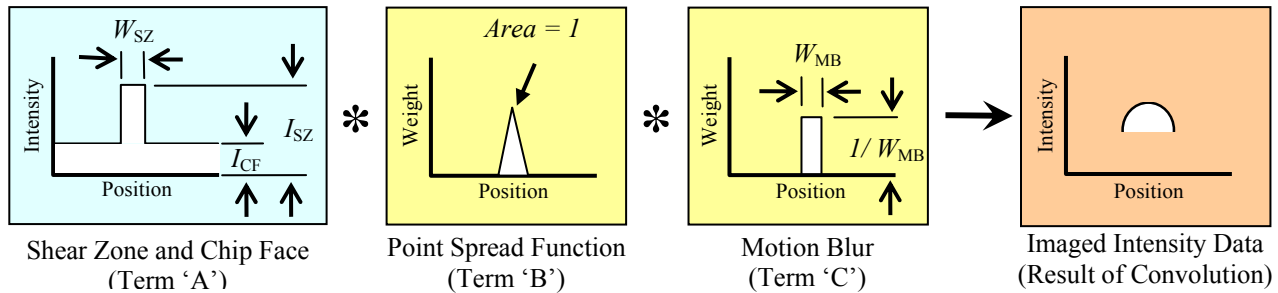 W_SZ
Intensity
I_SZ
I_CF
Position
Shear Zone and Chip Face
(Term ‘A’)
*
Area = 1
Weight
Position
Point Spread Function
(Term ‘B’)
*
W_MB
Weight
1/ W_MB
Position
Motion Blur
(Term ‘C’)
Intensity
Position
Imaged Intensity Data
(Result of Convolution)